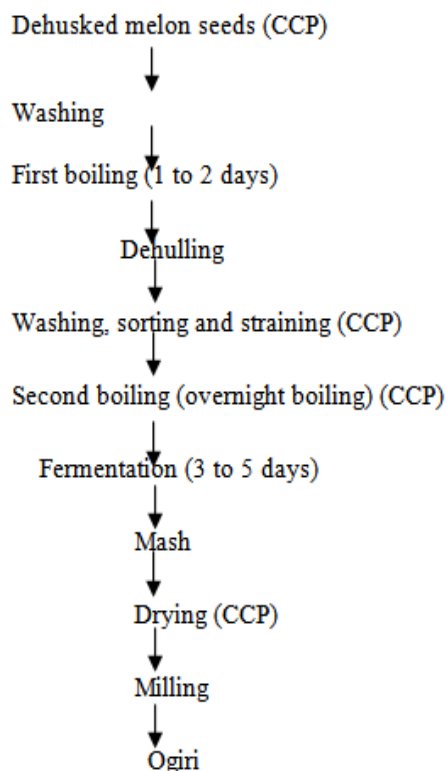 Dehusked melon seeds (CCP)
Washing
First boiling (1 to 2 days)
Dehulling
Washing, sorting and straining (CCP)
Second boiling (overnight boiling) (CCP)
Fermentation (3 to 5 days)
Mash
Drying (CCP)
Milling
Ogiri